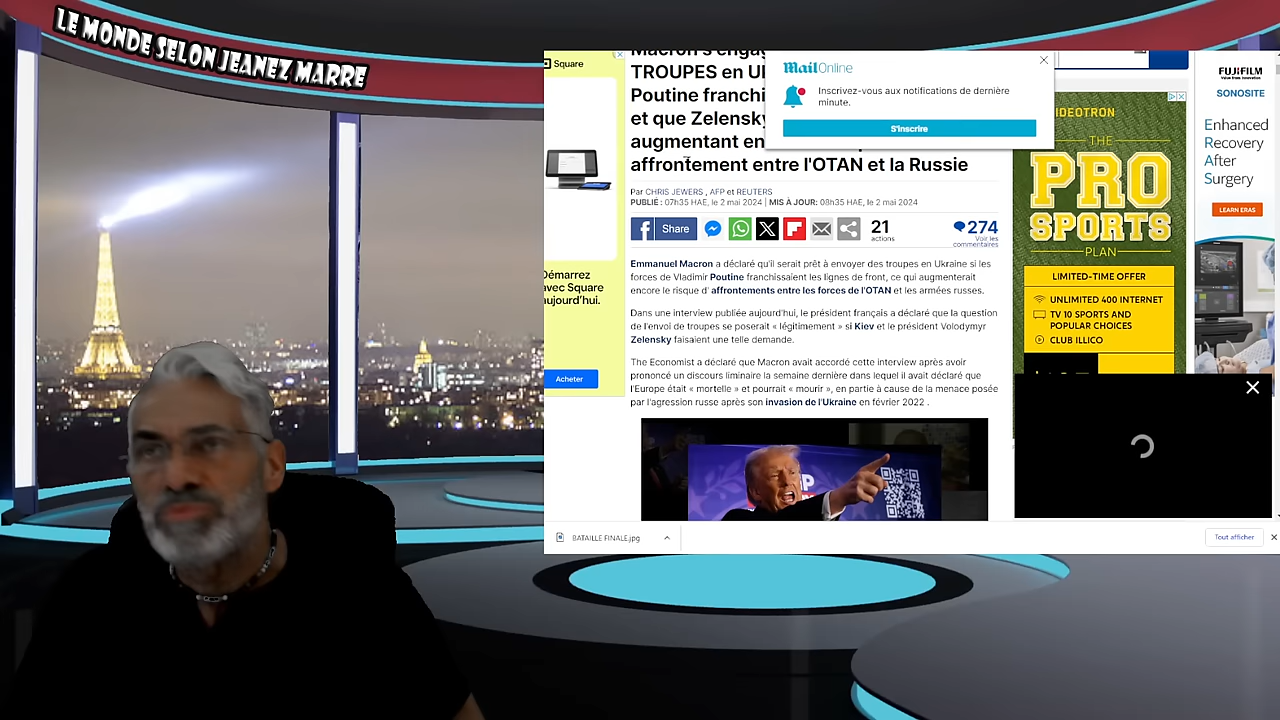 LE MONDE SELON JEANEZ MARRE
Square
Démarrez
avec Square
aujourd'hui.
Acheter
Macron s'engag
TROUPES en U
Poutine franchi
et que Zelensky
augmentant en
affrontement entre l'OTAN et la Russie
MailOnline
Inscrivez-vous aux notifications de dernière
minute.
S'inscrire
Par CHRIS JEWERS , AFP et REUTERS
PUBLIÉ : 07h35 HAE, le 2 mai 2024 | MIS À JOUR: 08h35 HAE, le 2 mai 2024
Share
21
actions
274
Voir les
commentaires
Emmanuel Macron a déclaré qu'il serait prêt à envoyer des troupes en Ukraine si les
forces de Vladimir Poutine franchissaient les lignes de front, ce qui augmenterait
encore le risque d' affrontements entre les forces de l'OTAN et les armées russes.
Dans une interview publiée aujourd'hui, le président français a déclaré que la question
de l'envoi de troupes se poserait « légitimement » si Kiev et le président Volodymyr
Zelensky faisaient une telle demande.
The Economist a déclaré que Macron avait accordé cette interview après avoir
prononcé un discours liminaire la semaine dernière dans lequel il avait déclaré que
l'Europe était « mortelle » et pourrait « mourir », en partie à cause de la menace posée
par l'agression russe après son invasion de l'Ukraine en février 2022 .
VIDEOTRON
THE
PRO
SPORTS
PLAN
LIMITED-TIME OFFER
UNLIMITED 400 INTERNET
TV 10 SPORTS AND
POPULAR CHOICES
CLUB ILLICO
FUJIFILM
Value from Innovation
SONOSITE
Enhanced
Recovery
After
Surgery
LEARN ERAS
BATAILLE FINALE.jpg
Tout afficher